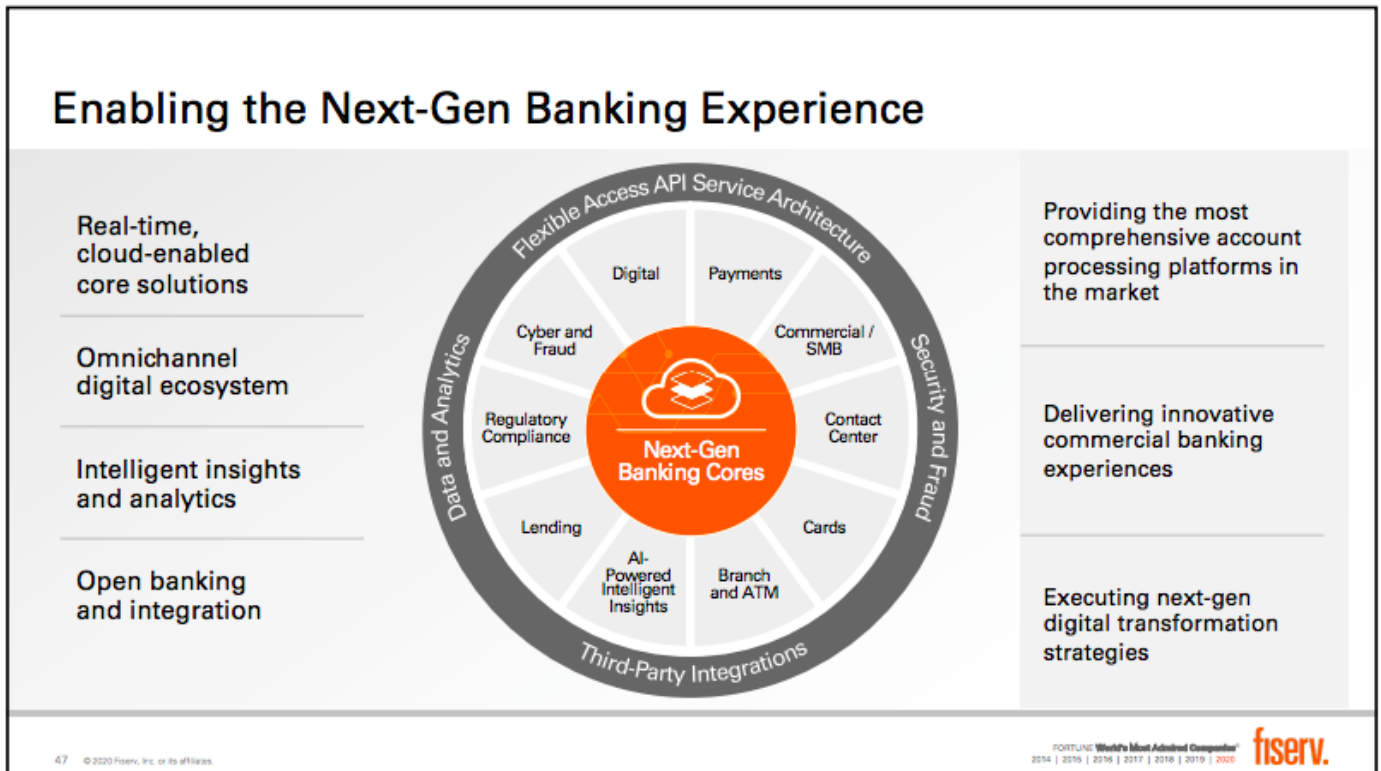 Enabling the Next-Gen Banking Experience
Real-time,
cloud-enabled
core solutions
Omnichannel
digital ecosystem
Intelligent insights
and analytics
Open banking
and integration
Flexible Access API Service Architecture
Security and Fraud
Third-Party Integrations
Data and Analytics
Digital
Payments
Commercial /
SMB
Contact
Center
Cards
Branch
and ATM
AI-
Powered
Intelligent
Insights
Lending
Regulatory
Compliance
Cyber and
Fraud
Next-Gen
Banking Cores
Providing the most
comprehensive account
processing platforms in
the market
Delivering innovative
commercial banking
experiences
Executing next-gen
digital transformation
strategies
47 © 2020 Fiserv, Inc. or its affiliates.
FORTUNE World's Most Admired Companies®
2014 | 2015 | 2016 | 2017 | 2018 | 2019 | 2020
fiserv.